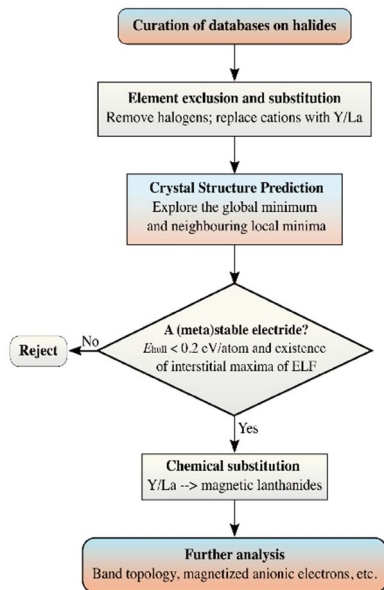 Curation of databases on halides
Element exclusion and substitution
Remove halogens; replace cations with Y/La
Crystal Structure Prediction
Explore the global minimum
and neighbouring local minima
A (meta)stable electride?
Ehull < 0.2 eV/atom and existence
of interstitial maxima of ELF
No
Reject
Yes
Chemical substitution
Y/La --> magnetic lanthanides
Further analysis
Band topology, magnetized anionic electrons, etc.